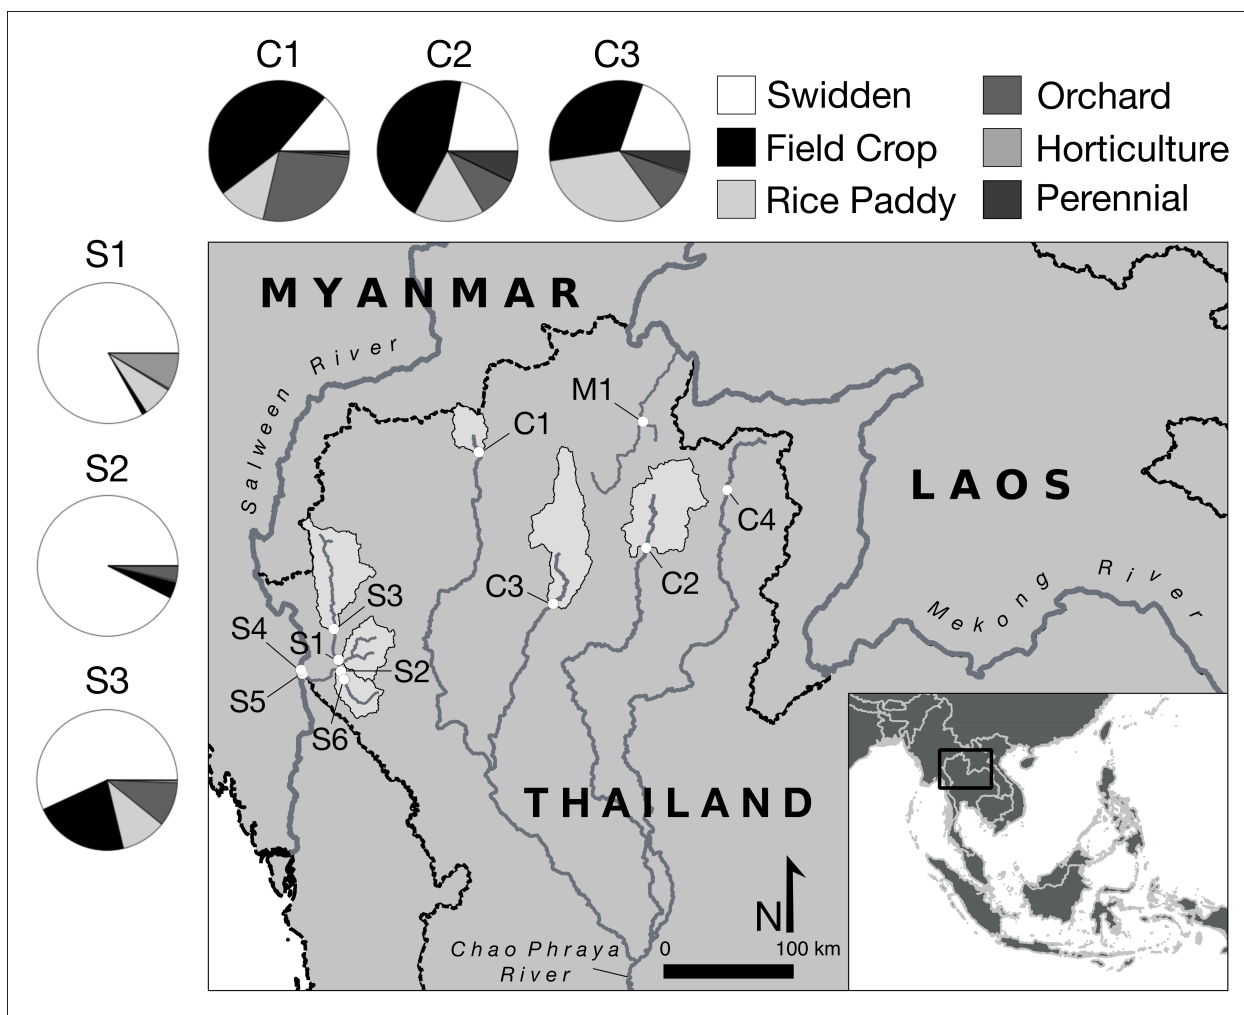 C1
C2
C3
Swidden
Field Crop
Rice Paddy
Orchard
Horticulture
Perennial
S1
S2
S3
MYANMAR
Salween River
M1
C1
LAOS
C4
C2
C3
Mekong River
S3
S4
S1
S2
S5
S6
THAILAND
N
0 100 km
Chao Phraya
River